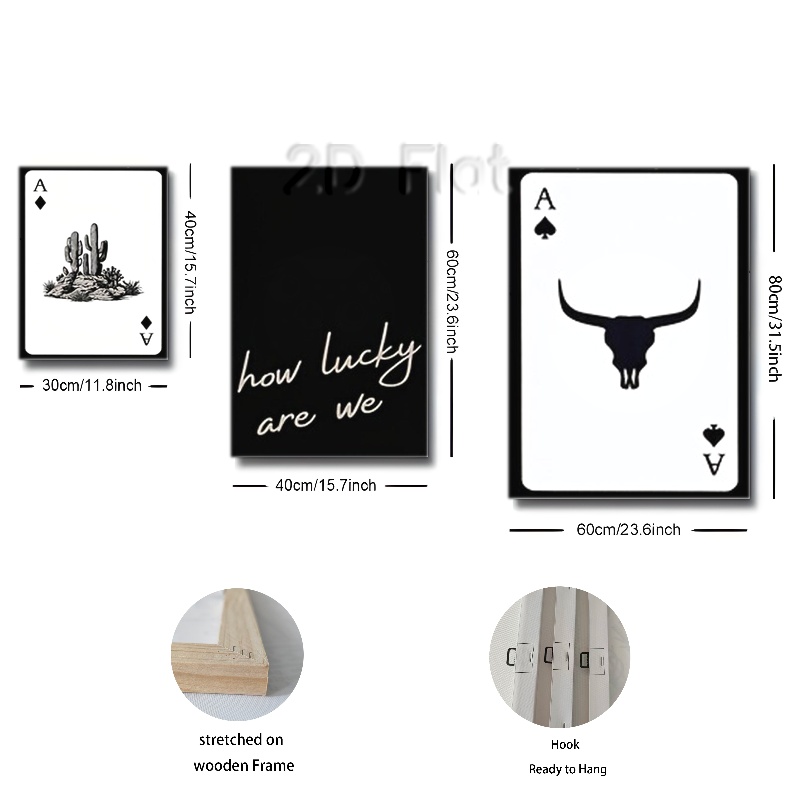 2D Flat
A
A
40cm/15.7inch
30cm/11.8inch
how lucky
are we
60cm/23.6inch
40cm/15.7inch
A
A
80cm/31.5inch
60cm/23.6inch
stretched on
wooden Frame
Hook
Ready to Hang